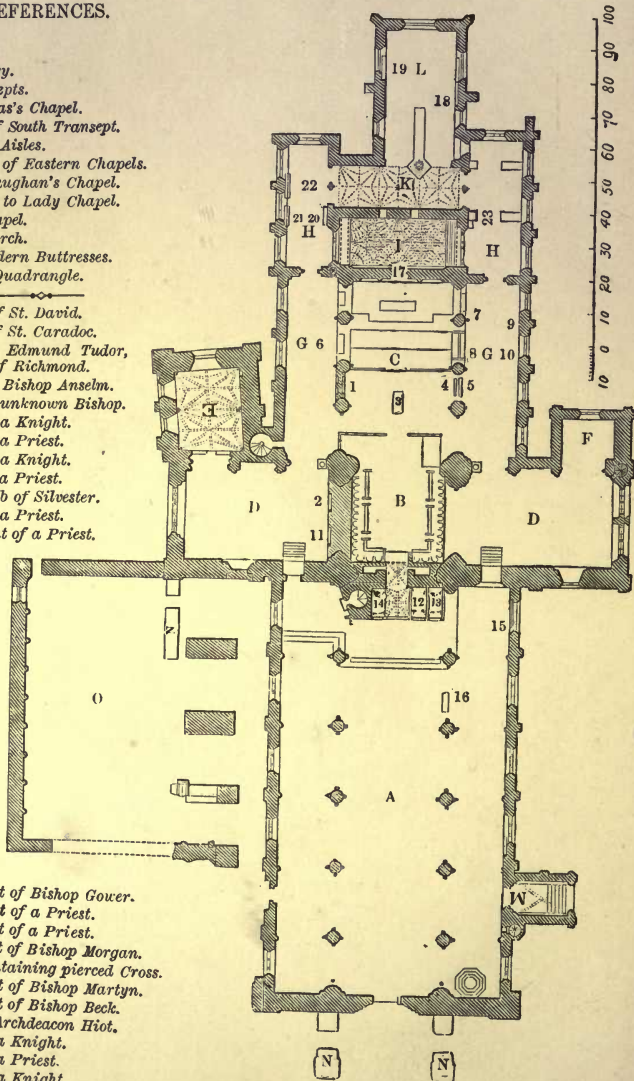 EFERENCES.
y.
epts.
as's Chapel.
f South Transept.
Aisles.
of Eastern Chapels.
aughan's Chapel.
to Lady Chapel.
apel.
rch.
dern Buttresses.
Quadrangle.
f St. David.
f St. Caradoc.
Edmund Tudor,
f Richmond.
Bishop Anselm.
unknown Bishop.
a Knight.
a Priest.
a Knight.
a Priest.
b of Silvester.
a Priest.
t of a Priest.
t of Bishop Gower.
t of a Priest.
t of a Priest.
t of Bishop Morgan.
taining pierced Cross.
t of Bishop Martyn.
t of Bishop Beck.
Archdeacon Hiot.
a Knight.
a Priest.
a Knight
100
90
80
70
60
50
40
30
20
10
0
10
19 L
18
22
K
21 20
23
H
I
H
17
7
9
G 6
8 G 10
C
1
3
4 5
E
F
D
2
B
D
11
14
12
13
15
N
O
16
A
M
N
N